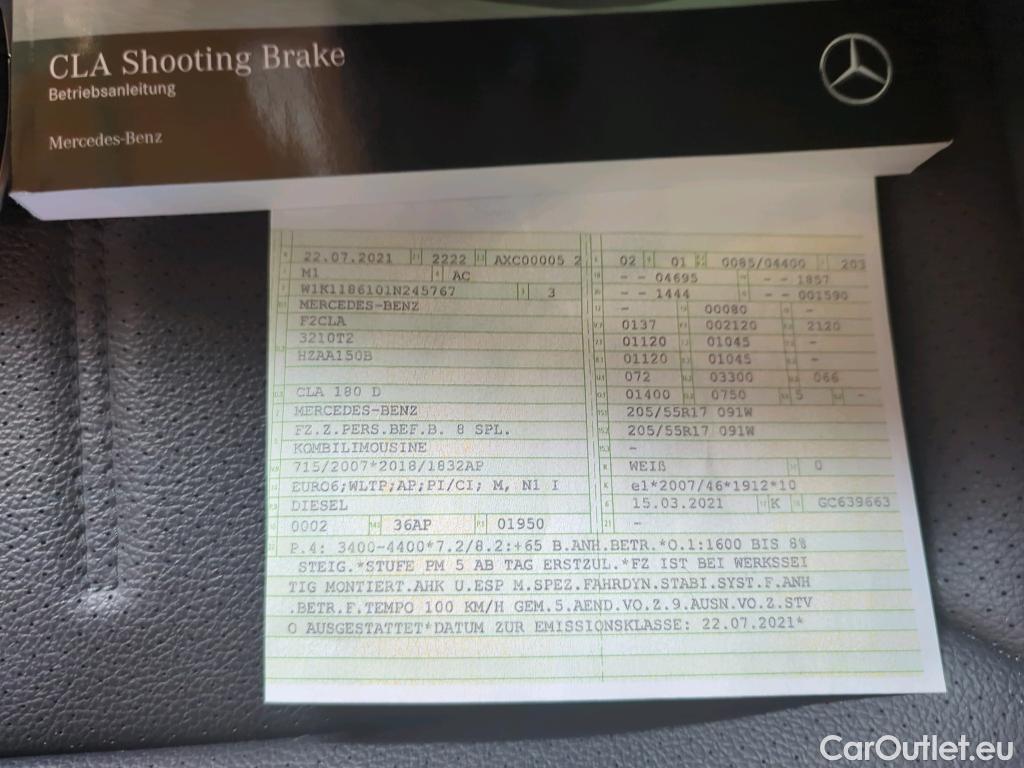 CLA Shooting Brake
Betriebsanleitung
Mercedes-Benz
22.07.2021 2222 AXC00005 2 02 01 0085/04400 203
M1 AC - - 04695 - - 1857
W1K1186101N245767 3 - - 1444 - - 001590
MERCEDES-BENZ - 00080 -
F2CLA 0137 002120 2120
3210T2 01120 01045 -
HZAA150B 01120 01045 -
072 03300 066
CLA 180 D 01400 0750 5 -
MERCEDES-BENZ 205/55R17 091W
FZ.Z.PERS.BEF.B. 8 SPL. 205/55R17 091W
KOMBILIMOUSINE -
715/2007*2018/1832AP WEIß 0
EURO6;WLTP;AP;PI/CI; M, N1 I e1*2007/46*1912*10
DIESEL 15.03.2021 K GC639663
0002 36AP 01950 -
P.4: 3400-4400*7.2/8.2:+65 B.ANH.BETR.*O.1:1600 BIS 8%
STEIG.*STUFE PM 5 AB TAG ERSTZUL.*FZ IST BEI WERKSSEI
TIG MONTIERT.AHK U.ESP M.SPEZ.FAHRDYN.STABI.SYST.F.ANH
.BETR.F.TEMPO 100 KM/H GEM.5.AEND.VO.Z.9.AUSN.VO.Z.STV
O AUSGESTATTET*DATUM ZUR EMISSIONSKLASSE: 22.07.2021*
CarOutlet.eu